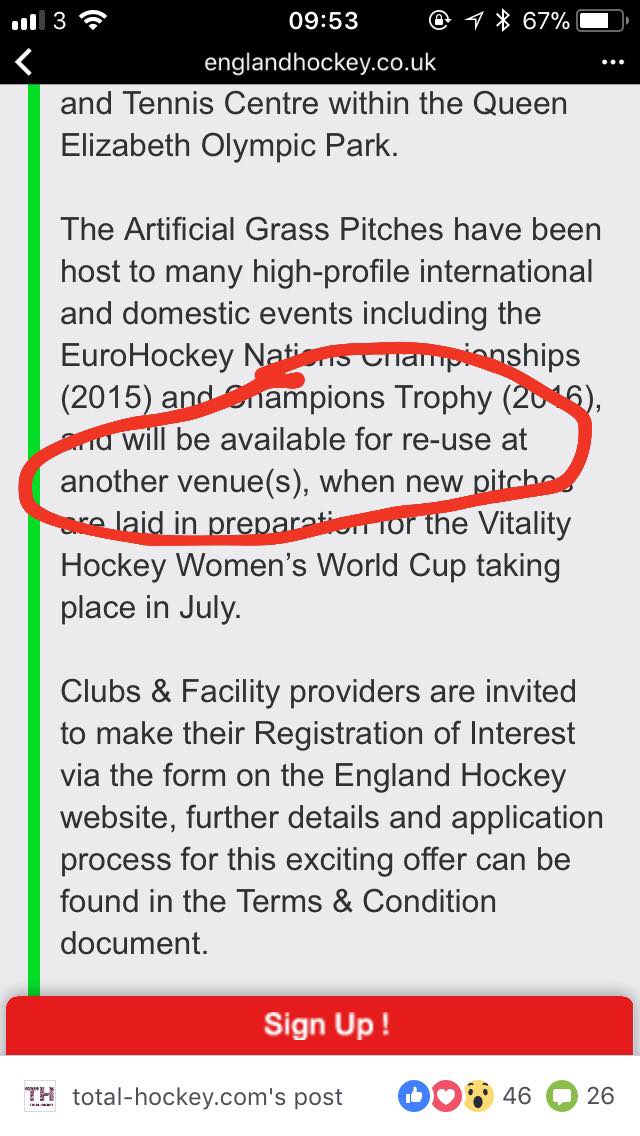 3 09:53 67%
englandhockey.co.uk
and Tennis Centre within the Queen
Elizabeth Olympic Park.
The Artificial Grass Pitches have been
host to many high-profile international
and domestic events including the
EuroHockey Nations Championships
(2015) and Champions Trophy (2016),
and will be available for re-use at
another venue(s), when new pitches
are laid in preparation for the Vitality
Hockey Women's World Cup taking
place in July.
Clubs & Facility providers are invited
to make their Registration of Interest
via the form on the England Hockey
website, further details and application
process for this exciting offer can be
found in the Terms & Condition
document.
Sign Up !
TH total-hockey.com's post 46 26